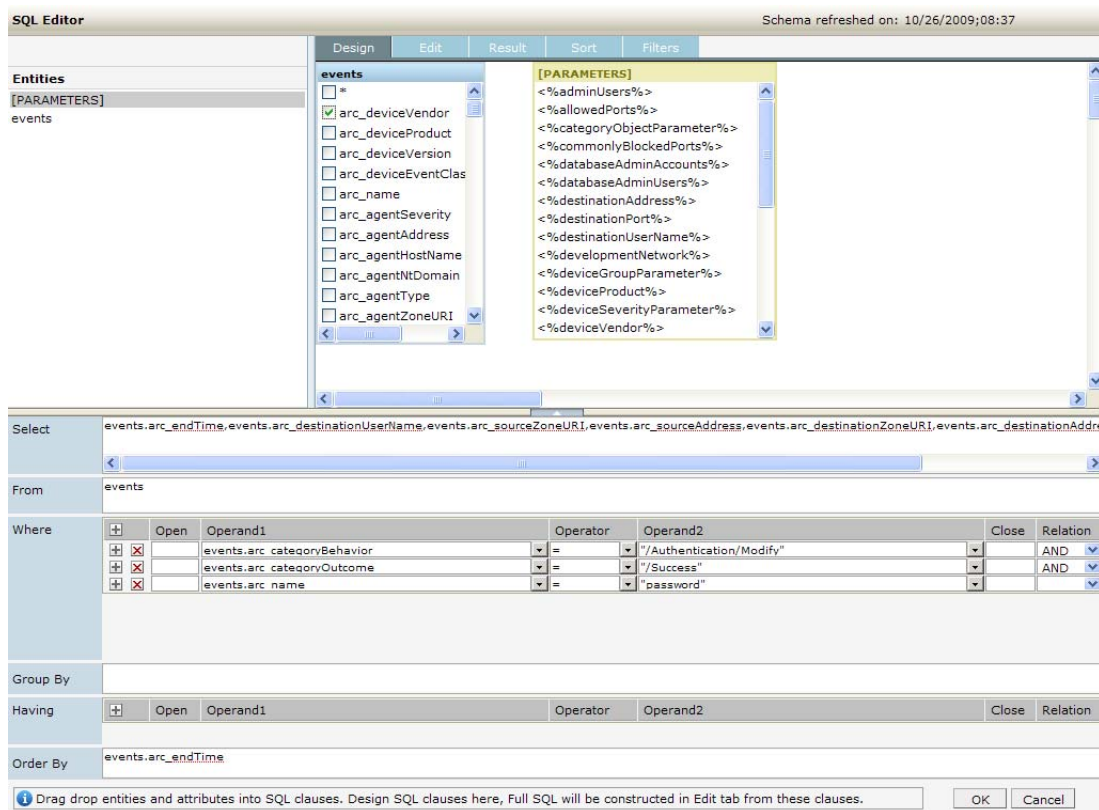 SQL Editor
Schema refreshed on: 10/26/2009;08:37
Design Edit Result Sort Filters
Entities
[PARAMETERS]
events
events
*
arc_deviceVendor
arc_deviceProduct
arc_deviceVersion
arc_deviceEventClas
arc_name
arc_agentSeverity
arc_agentAddress
arc_agentHostName
arc_agentNtDomain
arc_agentType
arc_agentZoneURI
[PARAMETERS]
<%adminUsers%>
<%allowedPorts%>
<%categoryObjectParameter%>
<%commonlyBlockedPorts%>
<%databaseAdminAccounts%>
<%databaseAdminUsers%>
<%destinationAddress%>
<%destinationPort%>
<%destinationUserName%>
<%developmentNetwork%>
<%deviceGroupParameter%>
<%deviceProduct%>
<%deviceSeverityParameter%>
<%deviceVendor%>
Select events.arc_endTime,events.arc_destinationUserName,events.arc_sourceZoneURI,events.arc_sourceAddress,events.arc_destinationZoneURI,events.arc_destinationAddre
From events
Where Open Operand1 Operator Operand2 Close Relation
events.arc_categoryBehavior = "/Authentication/Modify" AND
events.arc_categoryOutcome = "/Success" AND
events.arc_name = "password"
Group By
Having Open Operand1 Operator Operand2 Close Relation
Order By events.arc_endTime
Drag drop entities and attributes into SQL clauses. Design SQL clauses here, Full SQL will be constructed in Edit tab from these clauses.
OK Cancel